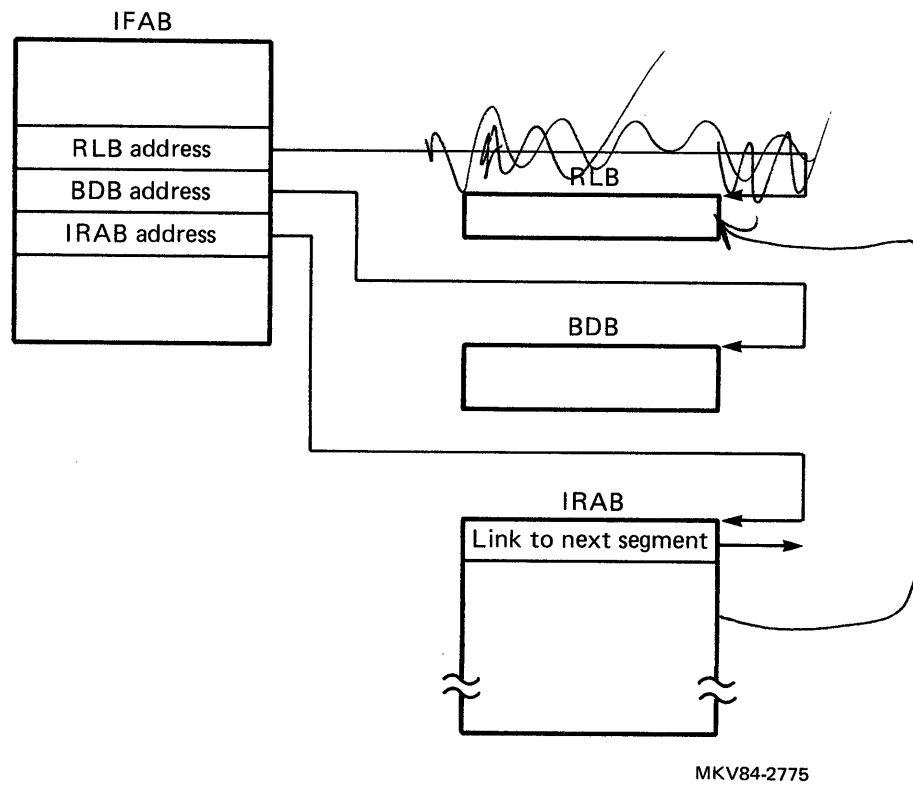 IFAB
RLB address
BDB address
IRAB address
RLB
BDB
IRAB
Link to next segment
MKV84-2775